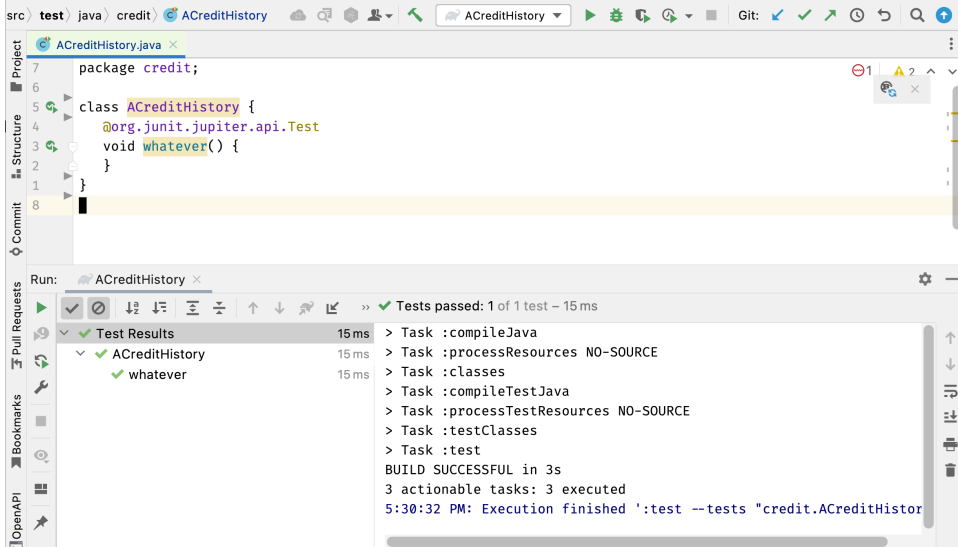 src › test › java › credit › ACreditHistory ACreditHistory Git:
ACreditHistory.java
7 package credit; 1 2
6
5 class ACreditHistory {
4 @org.junit.jupiter.api.Test
3 void whatever() {
2 }
1 }
8
Project
Structure
Commit
Pull Requests
Bookmarks
OpenAPI
Run: ACreditHistory
» Tests passed: 1 of 1 test – 15 ms
Test Results 15 ms
ACreditHistory 15 ms
whatever 15 ms
> Task :compileJava
> Task :processResources NO-SOURCE
> Task :classes
> Task :compileTestJava
> Task :processTestResources NO-SOURCE
> Task :testClasses
> Task :test
BUILD SUCCESSFUL in 3s
3 actionable tasks: 3 executed
5:30:32 PM: Execution finished ':test --tests "credit.ACreditHistor